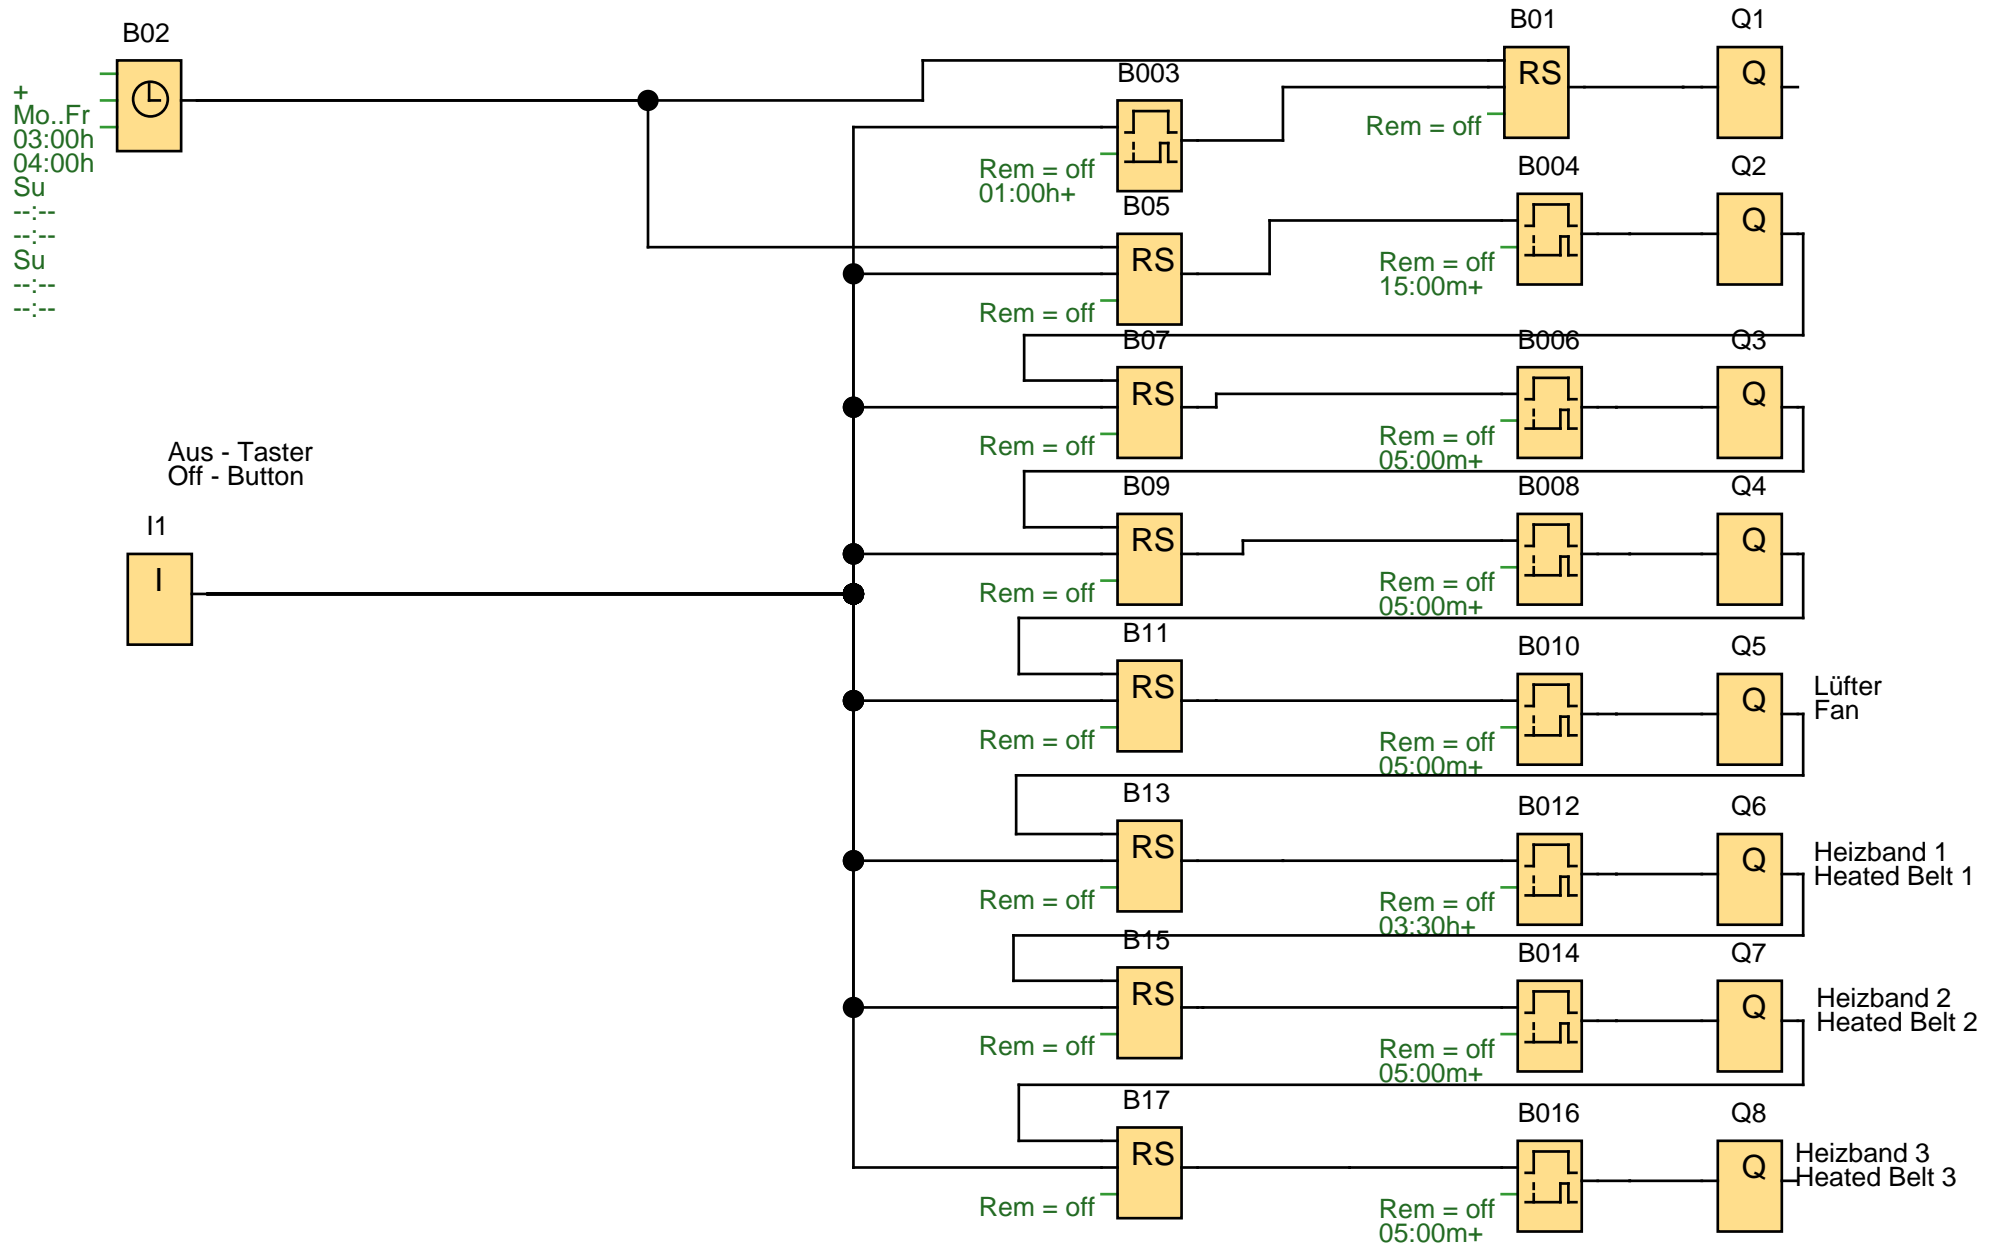 B02
+
Mo..Fr
03:00h
04:00h
Su
--:--
--:--
Su
--:--
--:--
Aus - Taster
Off - Button
I1
I
B003
Rem = off
01:00h+
B01
RS
Rem = off
Q1
Q
B05
RS
Rem = off
B004
Rem = off
15:00m+
Q2
Q
B07
RS
Rem = off
B006
Rem = off
05:00m+
Q3
Q
B09
RS
Rem = off
B008
Rem = off
05:00m+
Q4
Q
B11
RS
Rem = off
B010
Rem = off
05:00m+
Q5
Q
Lüfter
Fan
B13
RS
Rem = off
B012
Rem = off
03:30h+
Q6
Q
Heizband 1
Heated Belt 1
B15
RS
Rem = off
B014
Rem = off
05:00m+
Q7
Q
Heizband 2
Heated Belt 2
B17
RS
Rem = off
B016
Rem = off
05:00m+
Q8
Q
Heizband 3
Heated Belt 3